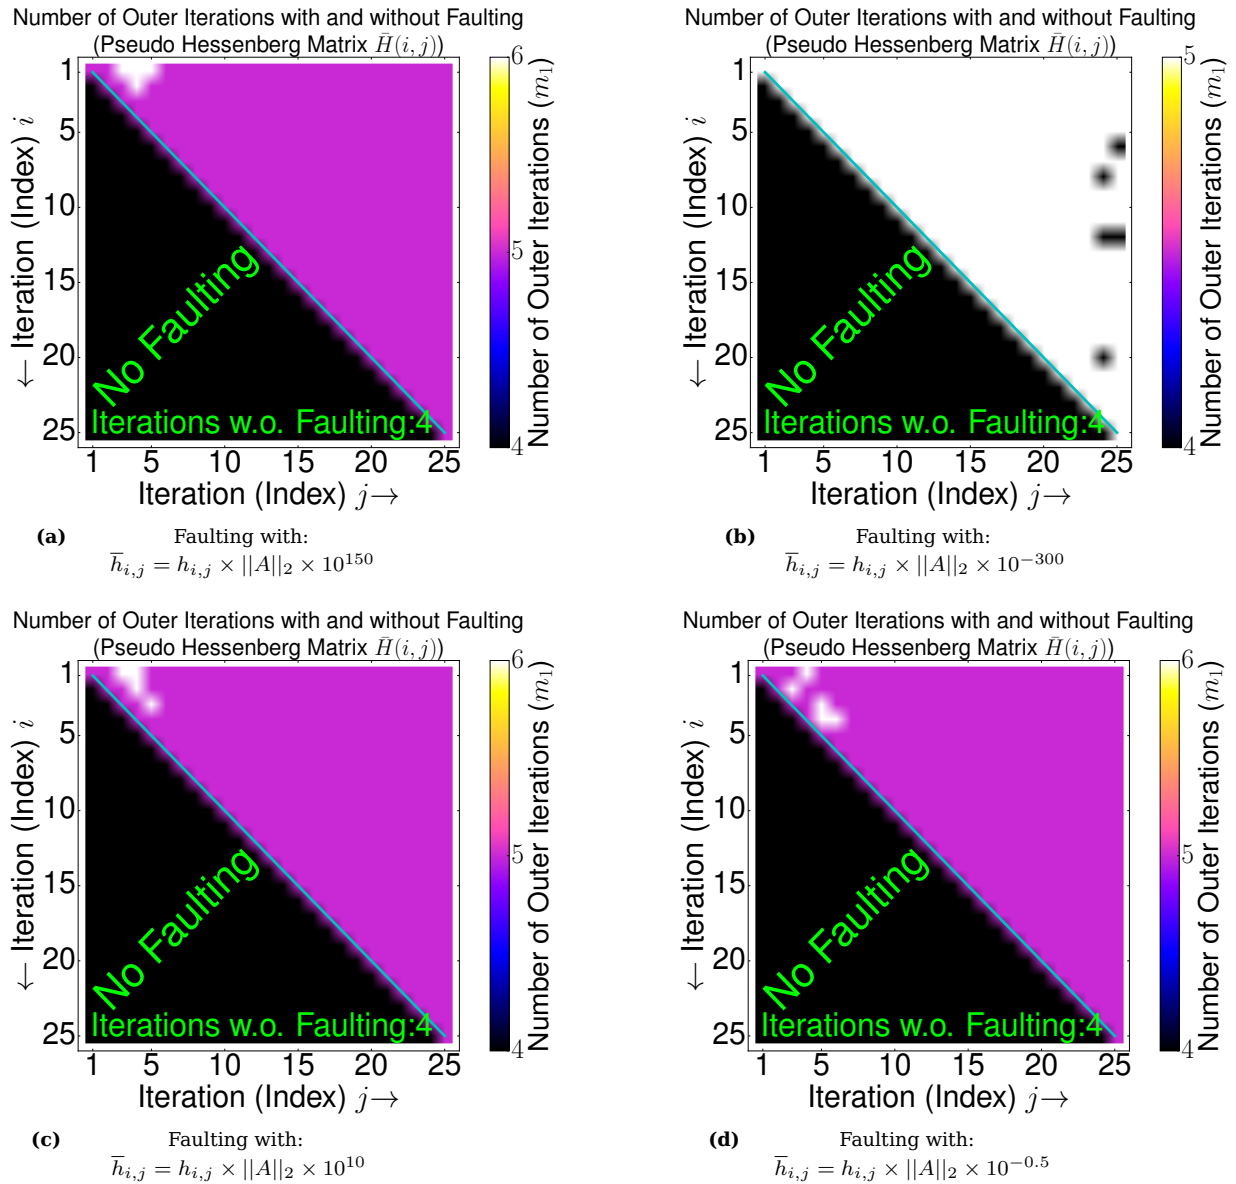 Number of Outer Iterations with and without Faulting
(Pseudo Hessenberg Matrix H̄(i, j))
← Iteration (Index) i
1
5
10
15
20
25
No Faulting
Iterations w.o. Faulting:4
1 5 10 15 20 25
Iteration (Index) j→
6
5
4
Number of Outer Iterations (m₁)
(a) Faulting with:
h̅ᵢ,ⱼ = hᵢ,ⱼ × ||A||₂ × 10¹⁵⁰
Number of Outer Iterations with and without Faulting
(Pseudo Hessenberg Matrix H̄(i, j))
← Iteration (Index) i
1
5
10
15
20
25
No Faulting
Iterations w.o. Faulting:4
1 5 10 15 20 25
Iteration (Index) j→
5
4
Number of Outer Iterations (m₁)
(b) Faulting with:
h̅ᵢ,ⱼ = hᵢ,ⱼ × ||A||₂ × 10⁻³⁰⁰
Number of Outer Iterations with and without Faulting
(Pseudo Hessenberg Matrix H̄(i, j))
← Iteration (Index) i
1
5
10
15
20
25
No Faulting
Iterations w.o. Faulting:4
1 5 10 15 20 25
Iteration (Index) j→
6
5
4
Number of Outer Iterations (m₁)
(c) Faulting with:
h̅ᵢ,ⱼ = hᵢ,ⱼ × ||A||₂ × 10¹⁰
Number of Outer Iterations with and without Faulting
(Pseudo Hessenberg Matrix H̄(i, j))
← Iteration (Index) i
1
5
10
15
20
25
No Faulting
Iterations w.o. Faulting:4
1 5 10 15 20 25
Iteration (Index) j→
6
5
4
Number of Outer Iterations (m₁)
(d) Faulting with:
h̅ᵢ,ⱼ = hᵢ,ⱼ × ||A||₂ × 10⁻⁰·⁵